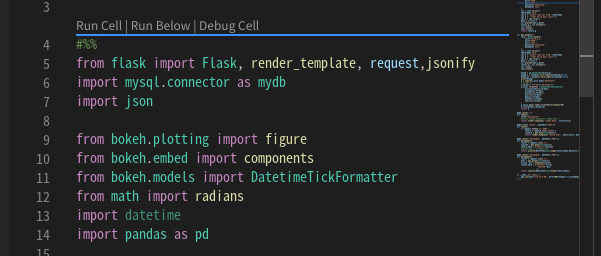 3
Run Cell | Run Below | Debug Cell
4 #%%
5 from flask import Flask, render_template, request,jsonify
6 import mysql.connector as mydb
7 import json
8
9 from bokeh.plotting import figure
10 from bokeh.embed import components
11 from bokeh.models import DatetimeTickFormatter
12 from math import radians
13 import datetime
14 import pandas as pd
15